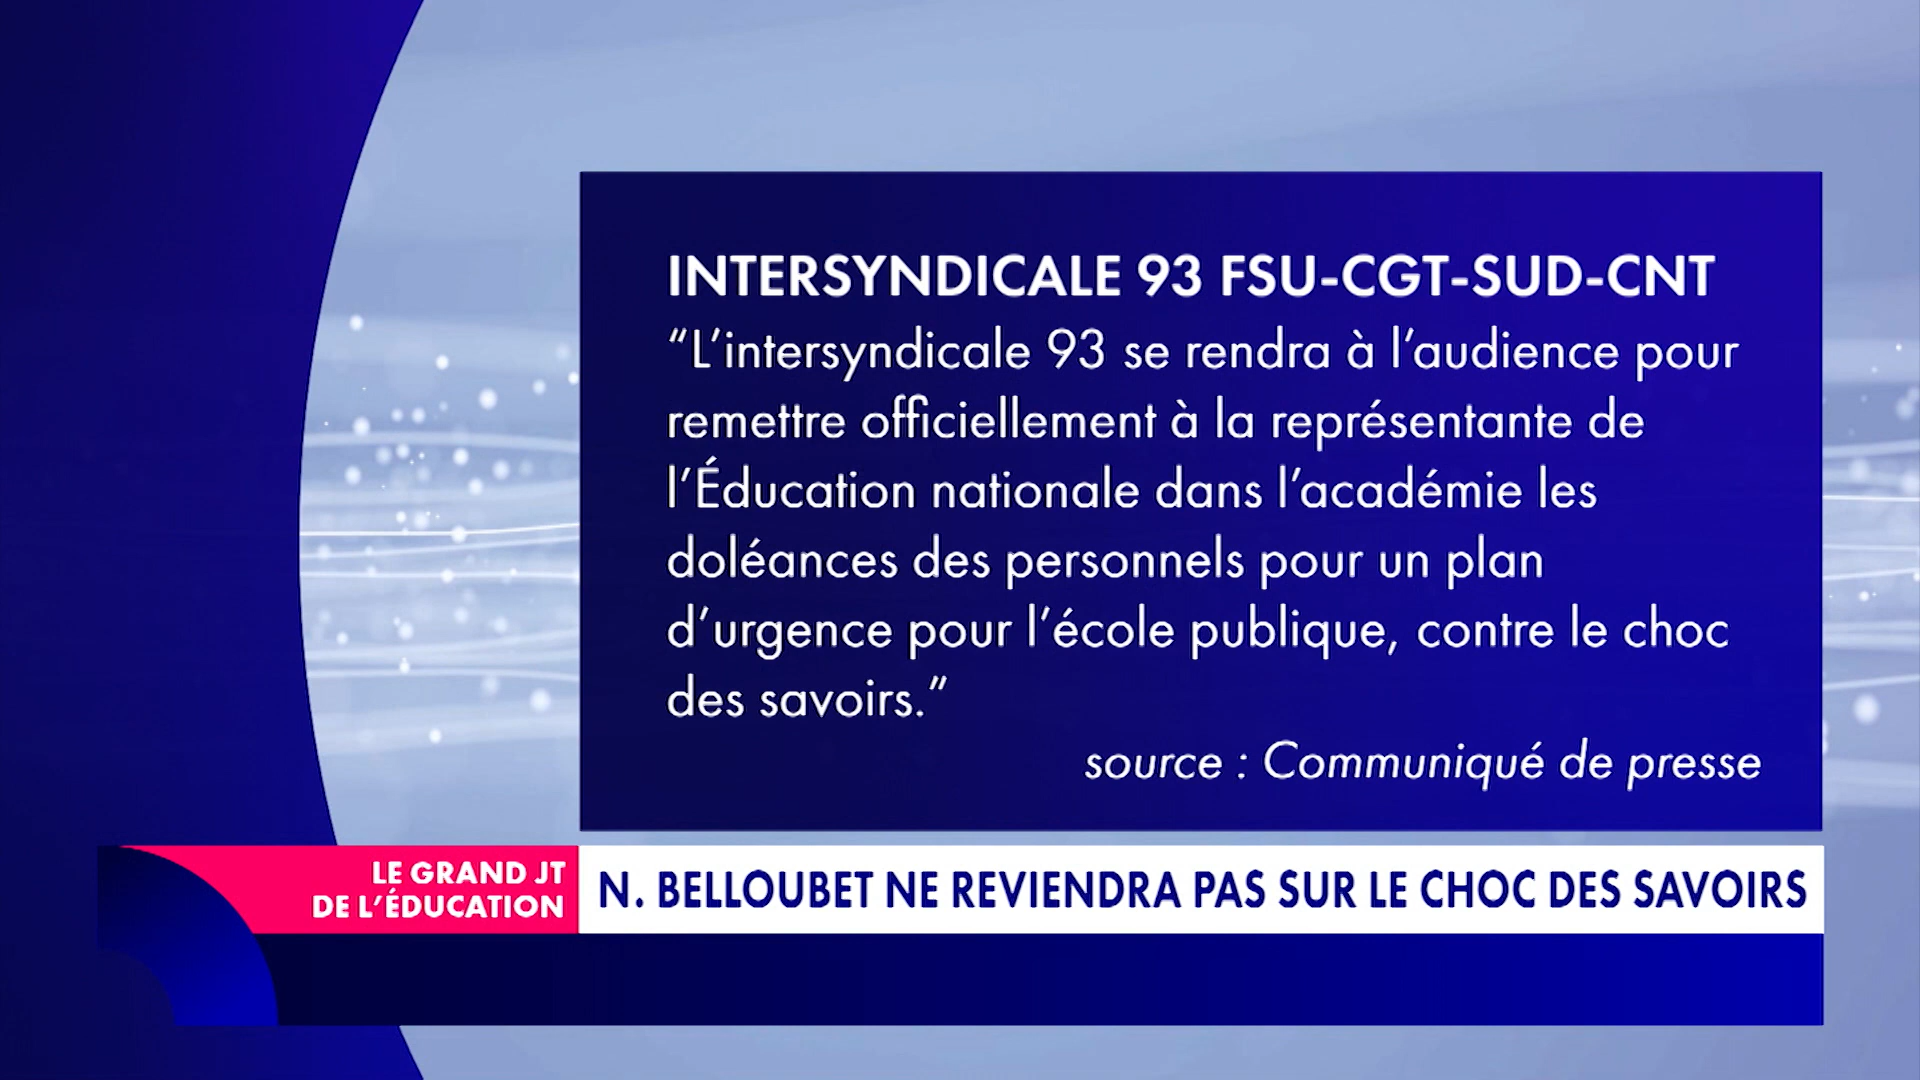 INTERSYNDICALE 93 FSU-CGT-SUD-CNT
“L’intersyndicale 93 se rendra à l’audience pour
remettre officiellement à la représentante de
l’Éducation nationale dans l’académie les
doléances des personnels pour un plan
d’urgence pour l’école publique, contre le choc
des savoirs.”
source : Communiqué de presse
LE GRAND JT
DE L’ÉDUCATION
N. BELLOUBET NE REVIENDRA PAS SUR LE CHOC DES SAVOIRS